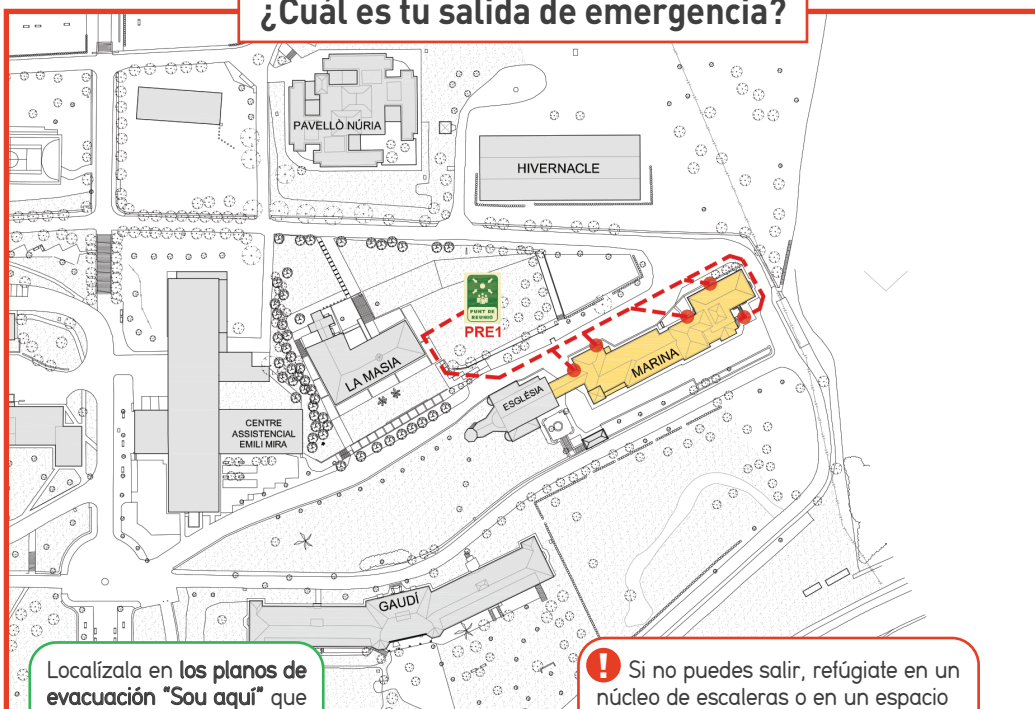 ¿Cuál es tu salida de emergencia?
PAVELLÒ NÚRIA
HIVERNACLE
PUNT DE
REUNIÓ
PRE1
LA MASIA
MARINA
ESGLÉSIA
CENTRE
ASSISTENCIAL
EMILI MIRA
GAUDÍ
Localízala en los planos de
evacuación "Sou aquí" que
! Si no puedes salir, refúgiate en un
núcleo de escaleras o en un espacio